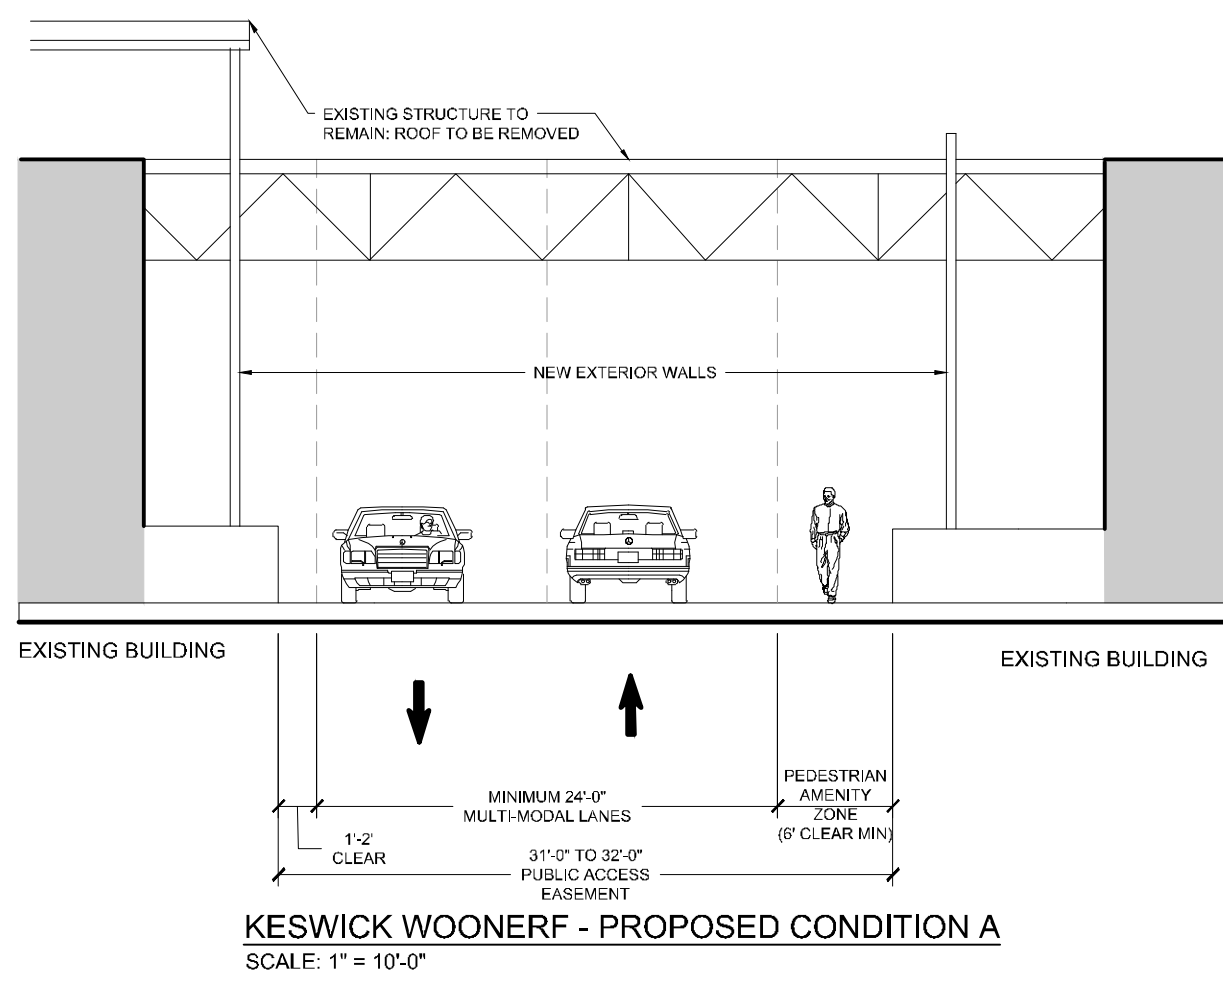 EXISTING STRUCTURE TO
REMAIN: ROOF TO BE REMOVED
NEW EXTERIOR WALLS
EXISTING BUILDING
EXISTING BUILDING
MINIMUM 24'-0"
MULTI-MODAL LANES
PEDESTRIAN
AMENITY
ZONE
(6' CLEAR MIN)
1'-2'
CLEAR
31'-0" TO 32'-0"
PUBLIC ACCESS
EASEMENT
KESWICK WOONERF - PROPOSED CONDITION A
SCALE: 1" = 10'-0"